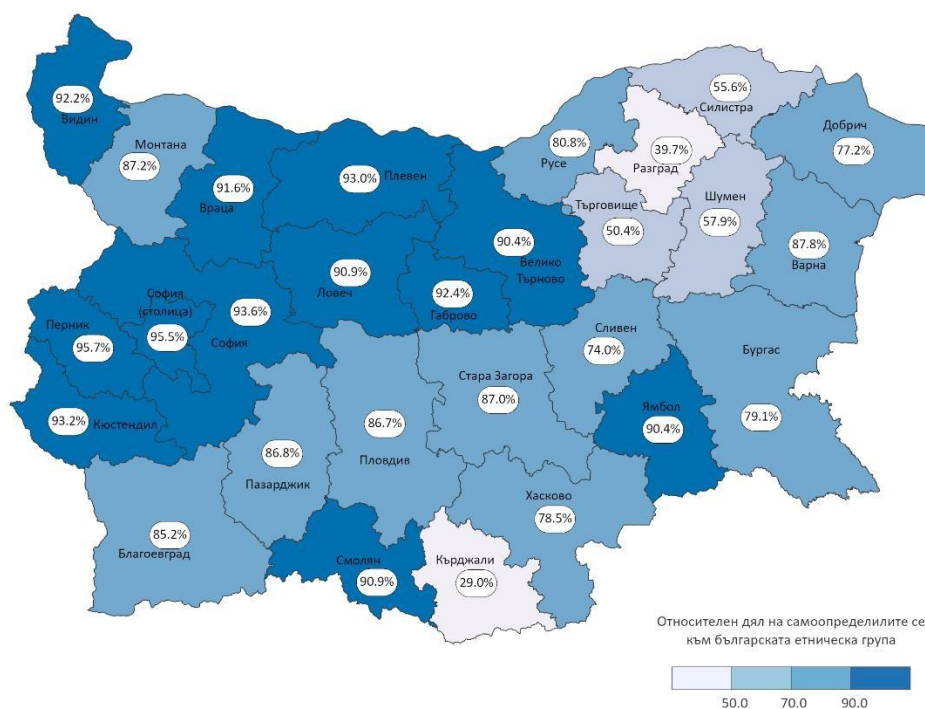 92.2%
Видин
Монтана
87.2%
91.6%
Враца
93.0%
Плевен
90.4%
Велико
Търново
90.9%
Ловеч
92.4%
Габрово
80.8%
Русе
55.6%
Силистра
39.7%
Разград
Добрич
77.2%
Търговище
50.4%
Шумен
57.9%
87.8%
Варна
София
(столица)
95.5%
93.6%
София
Перник
95.7%
93.2%
Кюстендил
Сливен
74.0%
Бургас
79.1%
Стара Загора
87.0%
Ямбол
90.4%
86.7%
Пловдив
86.8%
Пазарджик
85.2%
Благоевград
Хасково
78.5%
Смолян
90.9%
Кърджали
29.0%
Относителен дял на самоопределилите се
към българската етническа група
50.0 70.0 90.0